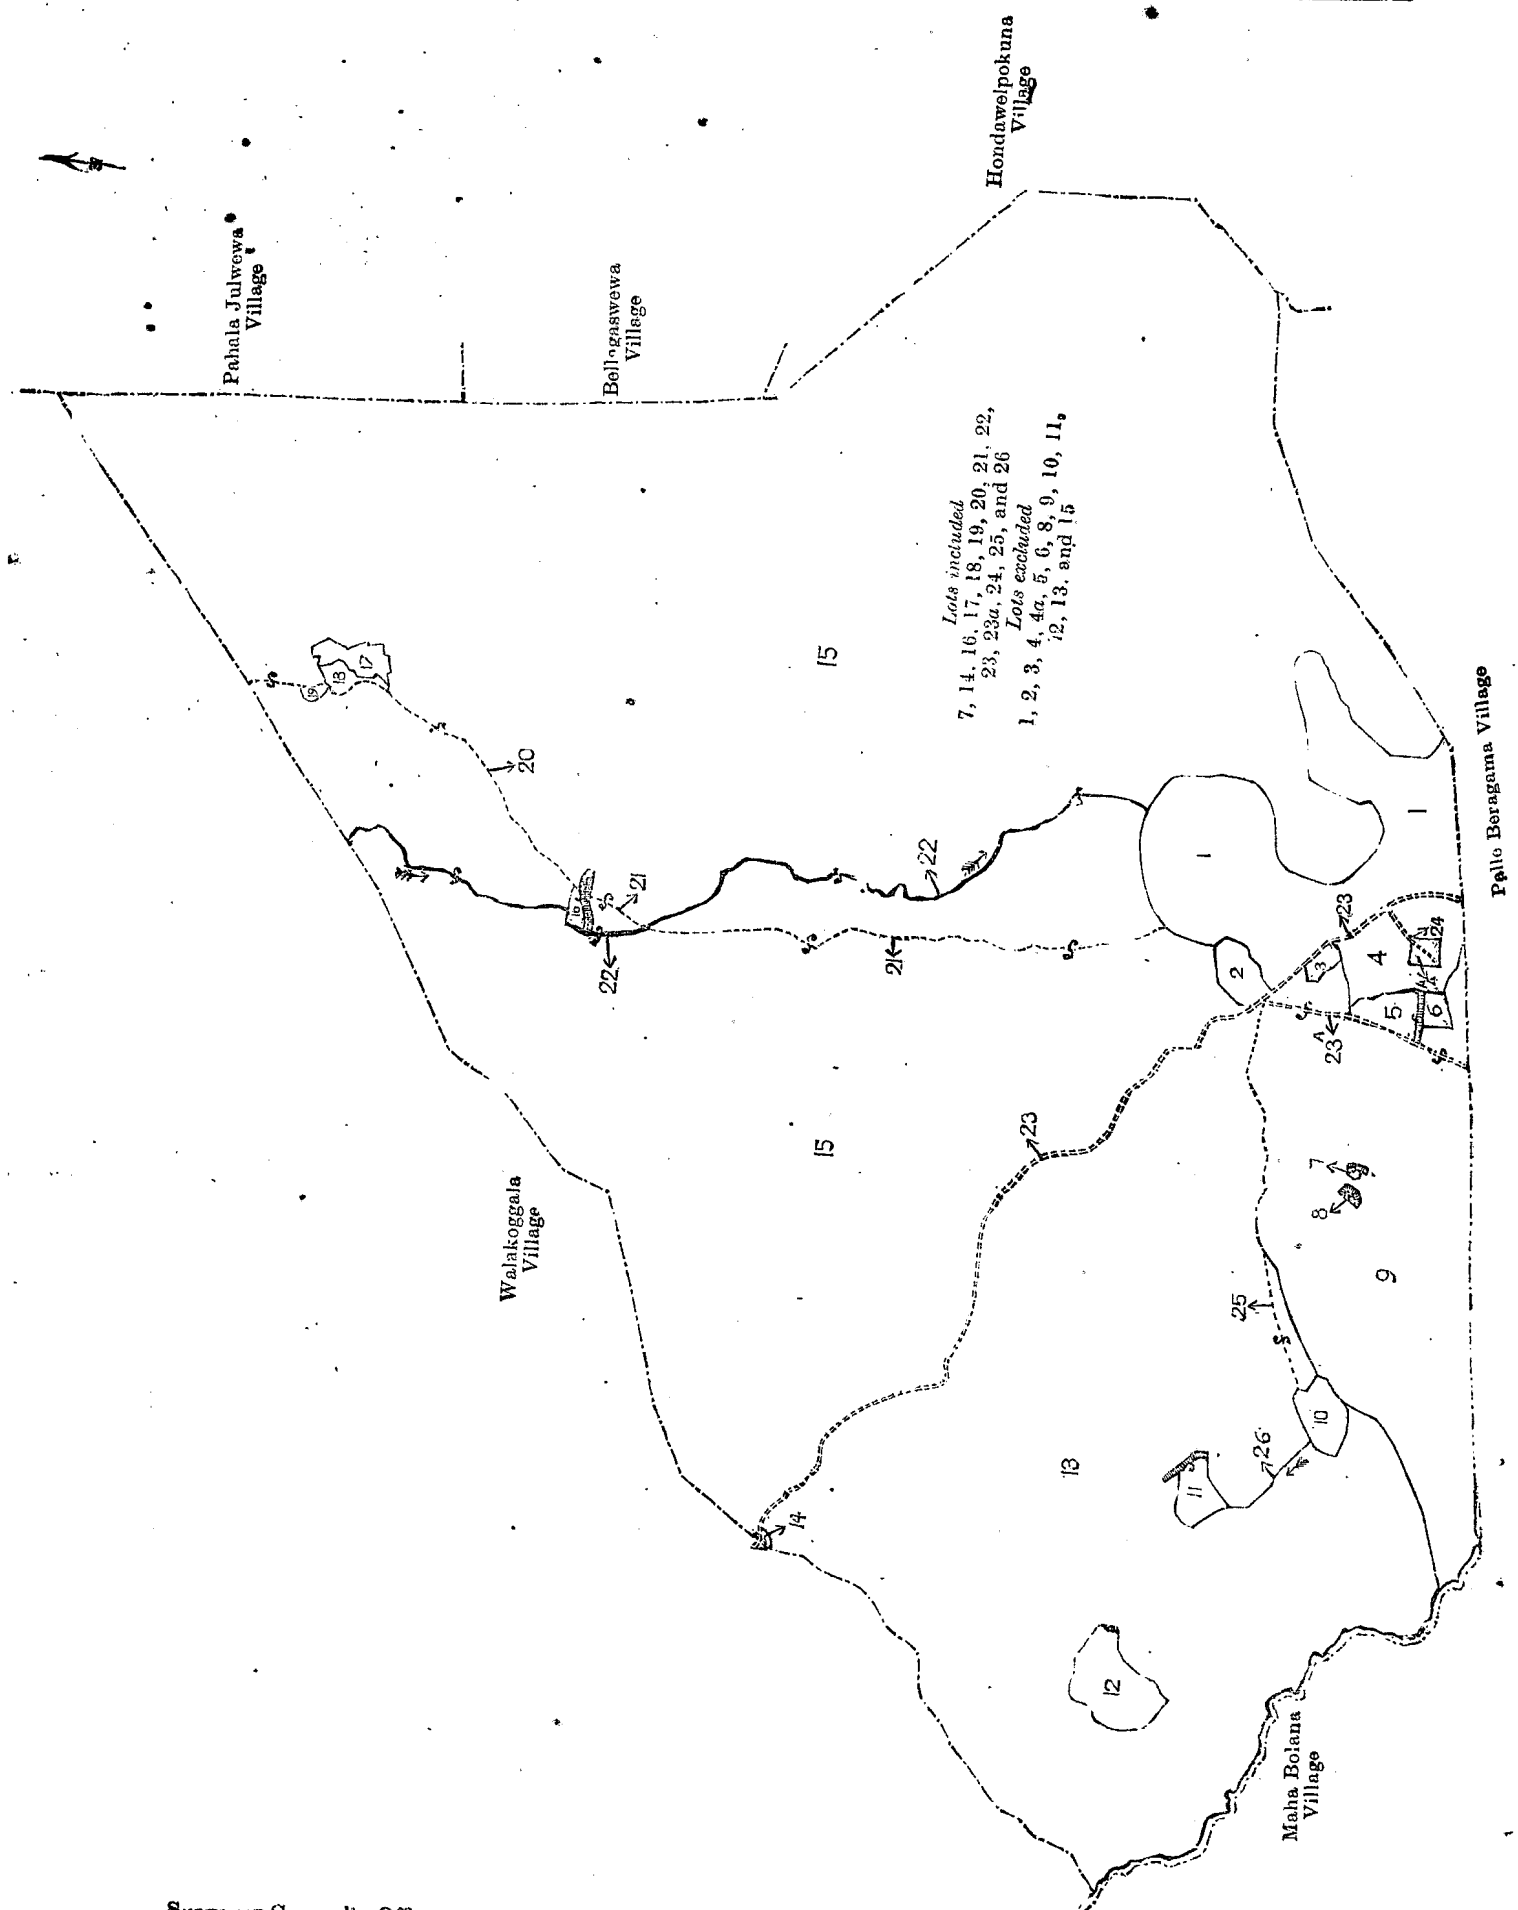 Hondawelpokuna
Village
Pahala Julwewa
Village
Village
Walakoggala
Village
Maha Bolana
Village
Pallo Beragama Village
Lots included
7, 14, 16, 17, 18, 19, 20, 21, 22,
23, 23a, 24, 25, and 26
Lots excluded
1, 2, 3, 4, 4a, 5, 6, 8, 9, 10, 11,
12, 13, and 15
19
18
17
20
15
16
21
22
22
21
22
1
1
2
3
23
4
24
5
6
A
23
15
23
7
8
9
25
10
26
11
13
14
12